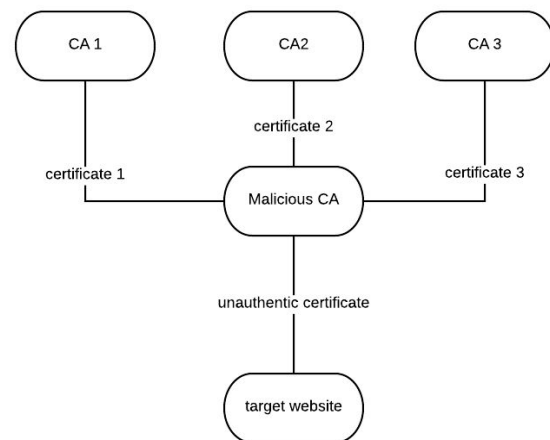 CA 1
CA2
CA 3
certificate 2
certificate 1
certificate 3
Malicious CA
unauthentic certificate
target website